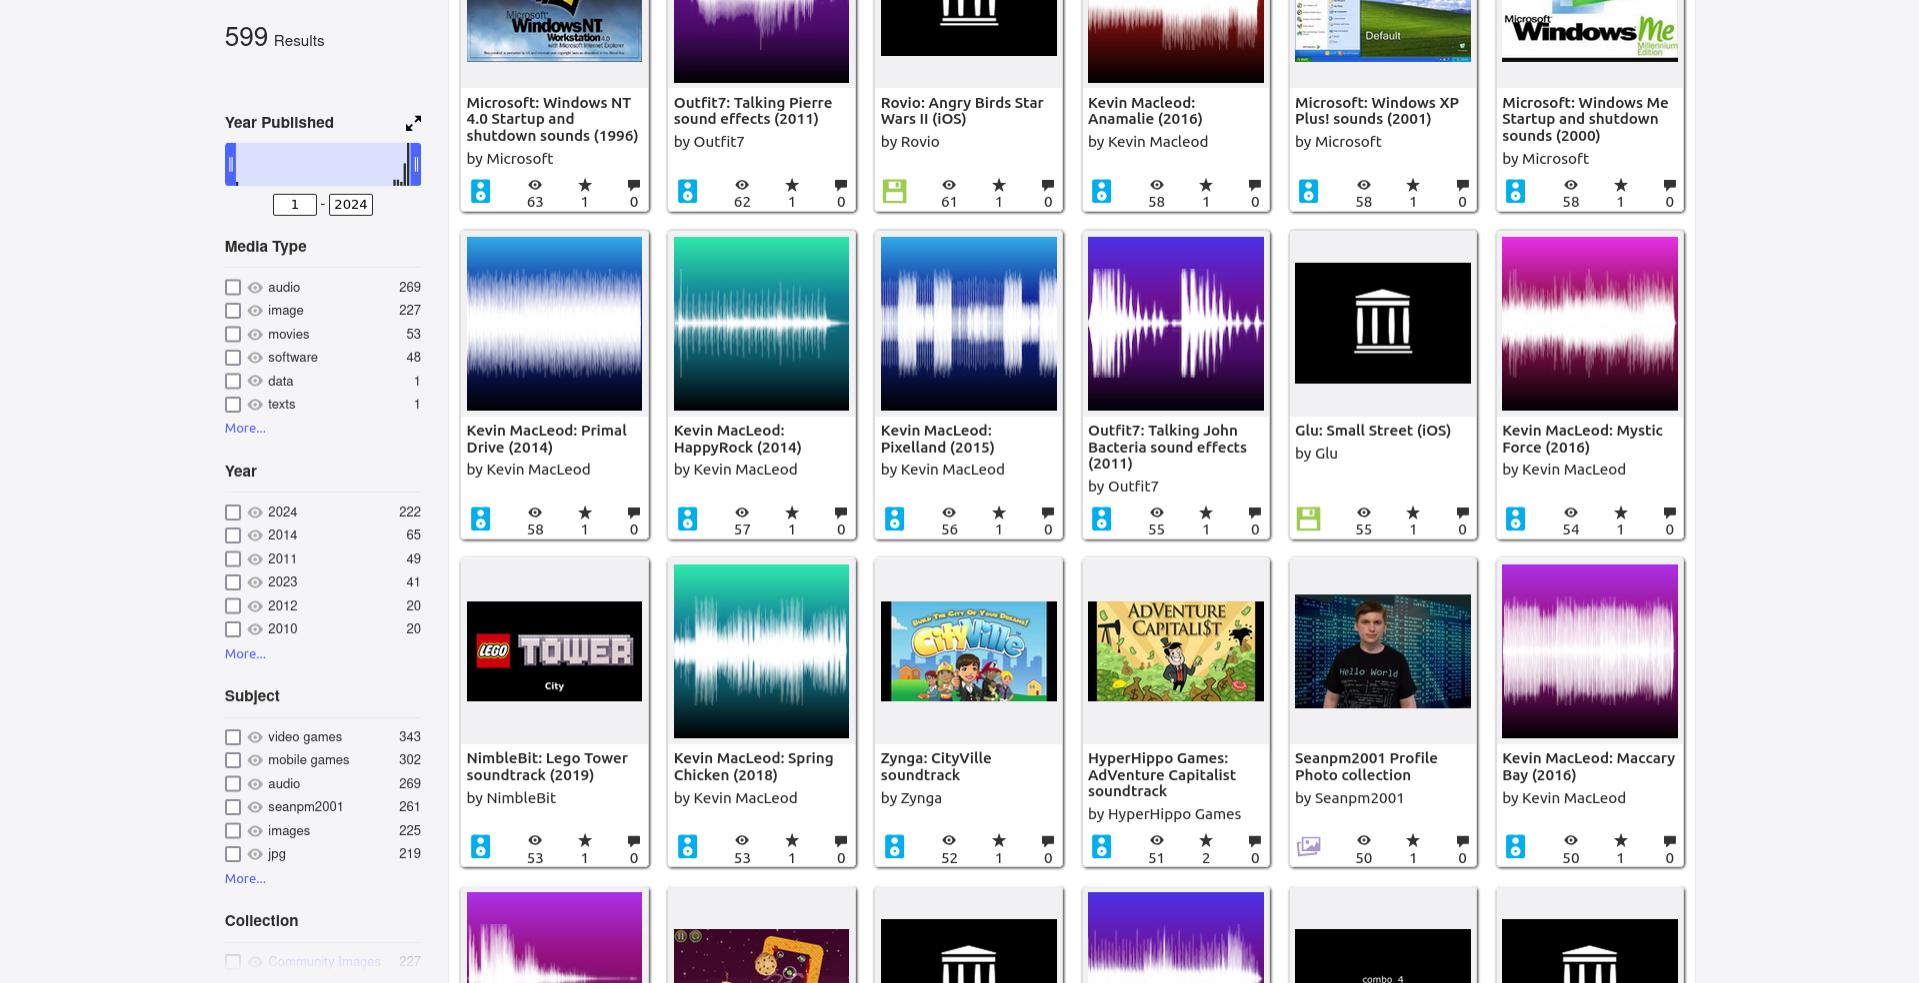 599 Results
Year Published
1 - 2024
Media Type
audio 269
image 227
movies 53
software 48
data 1
texts 1
More...
Year
2024 222
2014 65
2011 49
2023 41
2012 20
2010 20
More...
Subject
video games 343
mobile games 302
audio 269
seanpm2001 261
images 225
jpg 219
More...
Collection
Community Images 227
Microsoft
WindowsNT
Workstation 4.0
with Microsoft Internet Explorer
Microsoft: Windows NT
4.0 Startup and
shutdown sounds (1996)
by Microsoft
63 1 0
Outfit7: Talking Pierre
sound effects (2011)
by Outfit7
62 1 0
Rovio: Angry Birds Star
Wars II (iOS)
by Rovio
61 1 0
Kevin Macleod:
Anamalie (2016)
by Kevin Macleod
58 1 0
Default
Microsoft: Windows XP
Plus! sounds (2001)
by Microsoft
58 1 0
Microsoft
Windows Me
Millennium
Edition
Microsoft: Windows Me
Startup and shutdown
sounds (2000)
by Microsoft
58 1 0
Kevin MacLeod: Primal
Drive (2014)
by Kevin MacLeod
58 1 0
Kevin MacLeod:
HappyRock (2014)
by Kevin MacLeod
57 1 0
Kevin MacLeod:
Pixelland (2015)
by Kevin MacLeod
56 1 0
Outfit7: Talking John
Bacteria sound effects
(2011)
by Outfit7
55 1 0
Glu: Small Street (iOS)
by Glu
55 1 0
Kevin MacLeod: Mystic
Force (2016)
by Kevin MacLeod
54 1 0
LEGO TOWER
City
NimbleBit: Lego Tower
soundtrack (2019)
by NimbleBit
53 1 0
Kevin MacLeod: Spring
Chicken (2018)
by Kevin MacLeod
53 1 0
Build the City of Your Dreams!
CityVille
Zynga: CityVille
soundtrack
by Zynga
52 1 0
AdVenture
Capitali$t
HyperHippo Games:
AdVenture Capitalist
soundtrack
by HyperHippo Games
51 2 0
Hello World
Seanpm2001 Profile
Photo collection
by Seanpm2001
50 1 0
Kevin MacLeod: Maccary
Bay (2016)
by Kevin MacLeod
50 1 0
combo 4